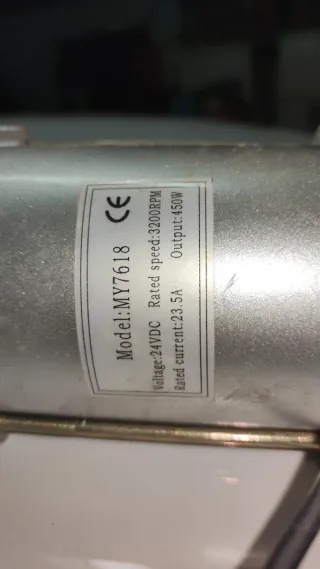 Model:MY7618 CE
Voltage:24VDC Rated speed:3200RPM
Rated current:23.5A Output:450W